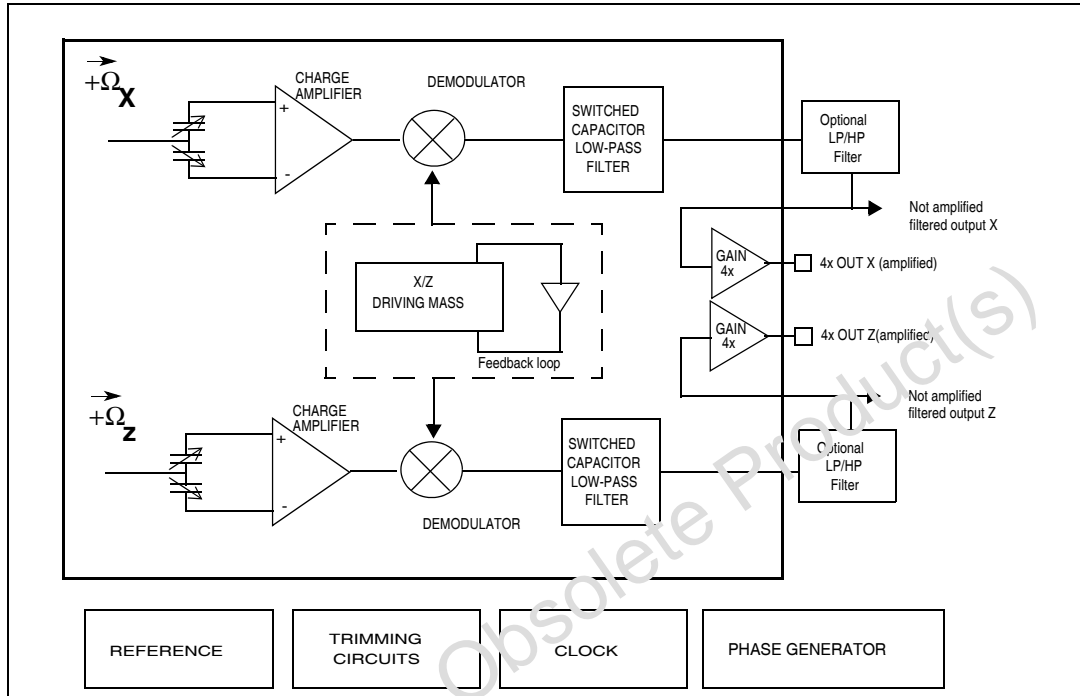 +Ω X
CHARGE
AMPLIFIER
+
-
DEMODULATOR
SWITCHED
CAPACITOR
LOW-PASS
FILTER
Optional
LP/HP
Filter
Not amplified
filtered output X
GAIN
4x
4x OUT X (amplified)
X/Z
DRIVING MASS
Feedback loop
GAIN
4x
4x OUT Z(amplified)
Not amplified
filtered output Z
+Ω z
CHARGE
AMPLIFIER
+
-
DEMODULATOR
SWITCHED
CAPACITOR
LOW-PASS
FILTER
Optional
LP/HP
Filter
REFERENCE
TRIMMING
CIRCUITS
CLOCK
PHASE GENERATOR
Obsolete Product(s)